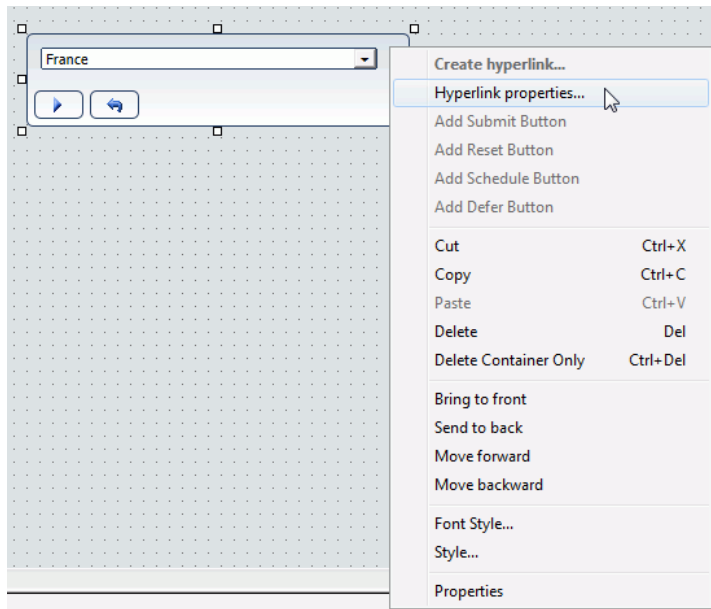 France
Create hyperlink...
Hyperlink properties...
Add Submit Button
Add Reset Button
Add Schedule Button
Add Defer Button
Cut Ctrl+X
Copy Ctrl+C
Paste Ctrl+V
Delete Del
Delete Container Only Ctrl+Del
Bring to front
Send to back
Move forward
Move backward
Font Style...
Style...
Properties